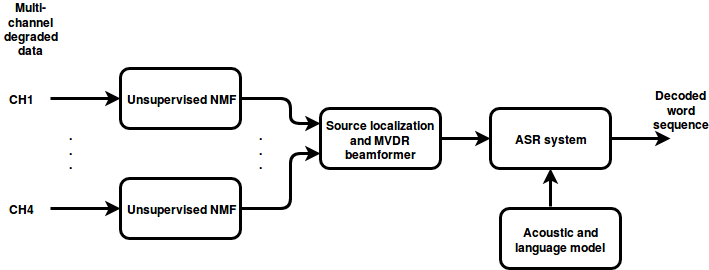 Multi-
channel
degraded
data
CH1
Unsupervised NMF
CH4
Unsupervised NMF
Source localization
and MVDR
beamformer
ASR system
Decoded
word
sequence
Acoustic and
language model